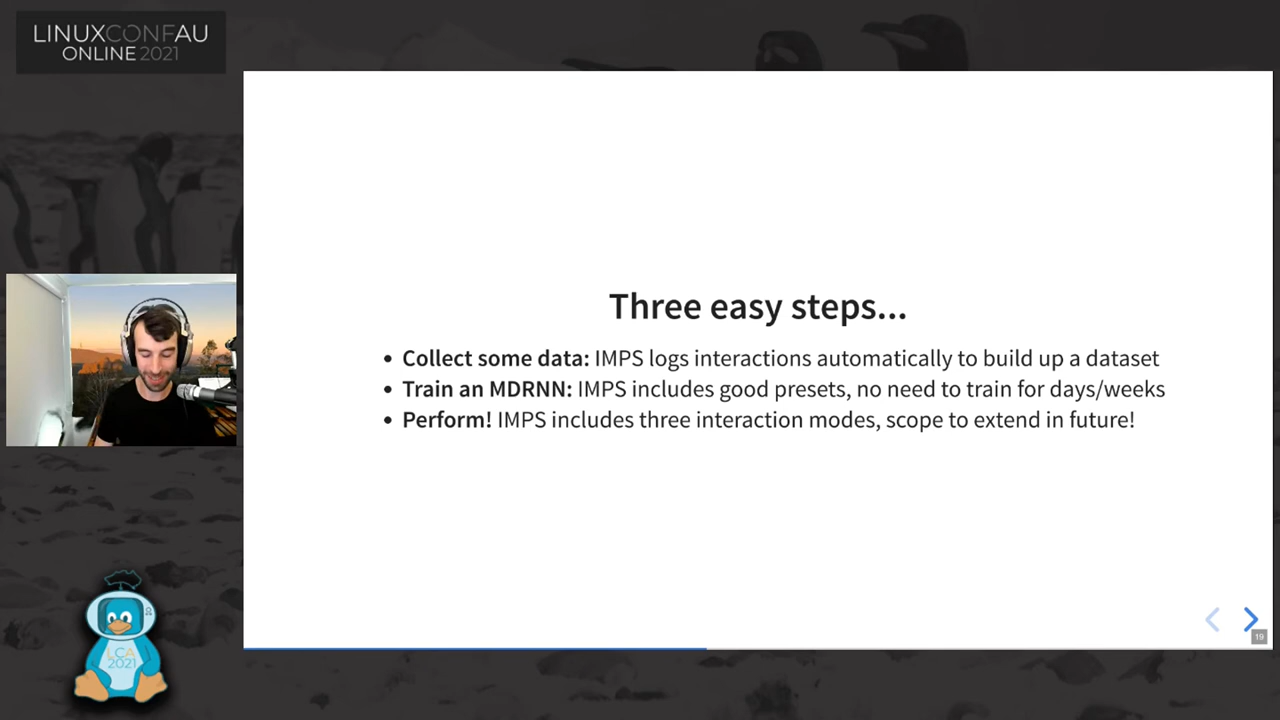 LINUXCONFAU
ONLINE 2021
Three easy steps...
• Collect some data: IMPS logs interactions automatically to build up a dataset
• Train an MDRNN: IMPS includes good presets, no need to train for days/weeks
• Perform! IMPS includes three interaction modes, scope to extend in future!
19
LCA
2021